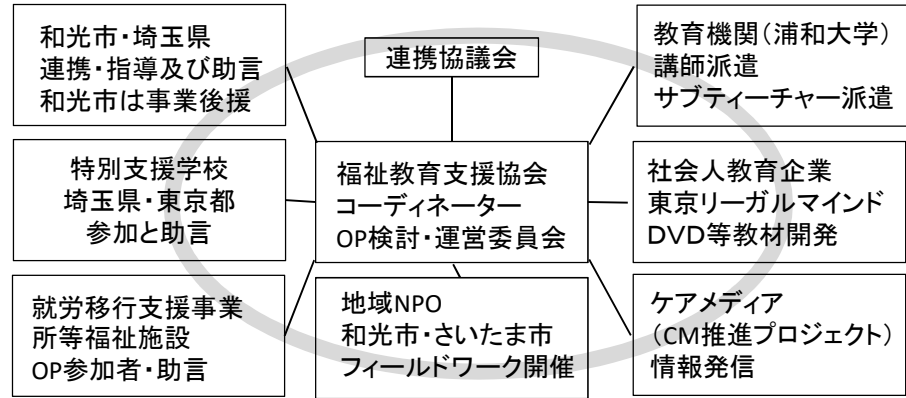 和光市・埼玉県
連携・指導及び助言
和光市は事業後援
連携協議会
教育機関（浦和大学）
講師派遣
サブティーチャー派遣
特別支援学校
埼玉県・東京都
参加と助言
福祉教育支援協会
コーディネーター
OP検討・運営委員会
社会人教育企業
東京リーガルマインド
ＤＶＤ等教材開発
就労移行支援事業
所等福祉施設
OP参加者・助言
地域NPO
和光市・さいたま市
フィールドワーク開催
ケアメディア
（CM推進プロジェクト）
情報発信